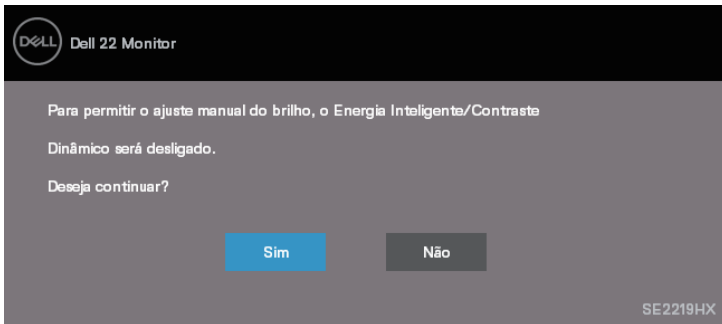 DELL Dell 22 Monitor
Para permitir o ajuste manual do brilho, o Energia Inteligente/Contraste
Dinâmico será desligado.
Deseja continuar?
Sim Não
SE2219HX